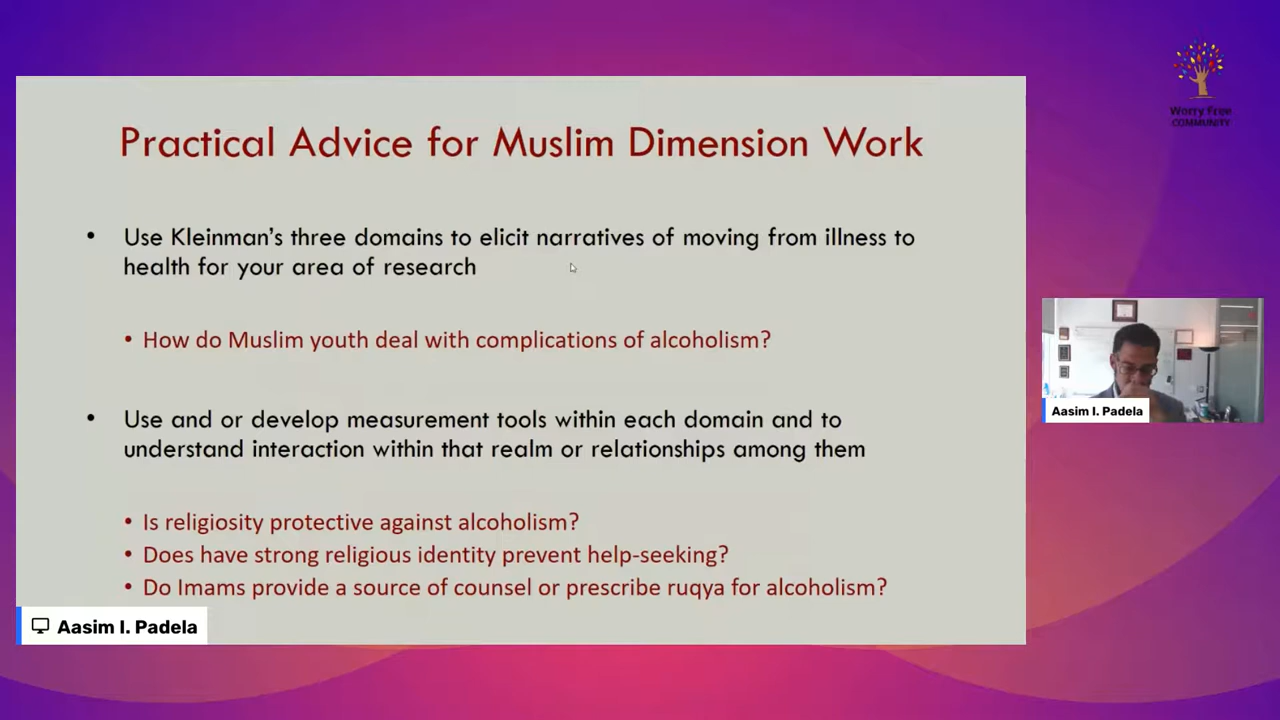 Worry Free
COMMUNITY
Practical Advice for Muslim Dimension Work
• Use Kleinman's three domains to elicit narratives of moving from illness to
health for your area of research
• How do Muslim youth deal with complications of alcoholism?
• Use and or develop measurement tools within each domain and to
understand interaction within that realm or relationships among them
• Is religiosity protective against alcoholism?
• Does have strong religious identity prevent help-seeking?
• Do Imams provide a source of counsel or prescribe ruqya for alcoholism?
Aasim I. Padela
Aasim I. Padela